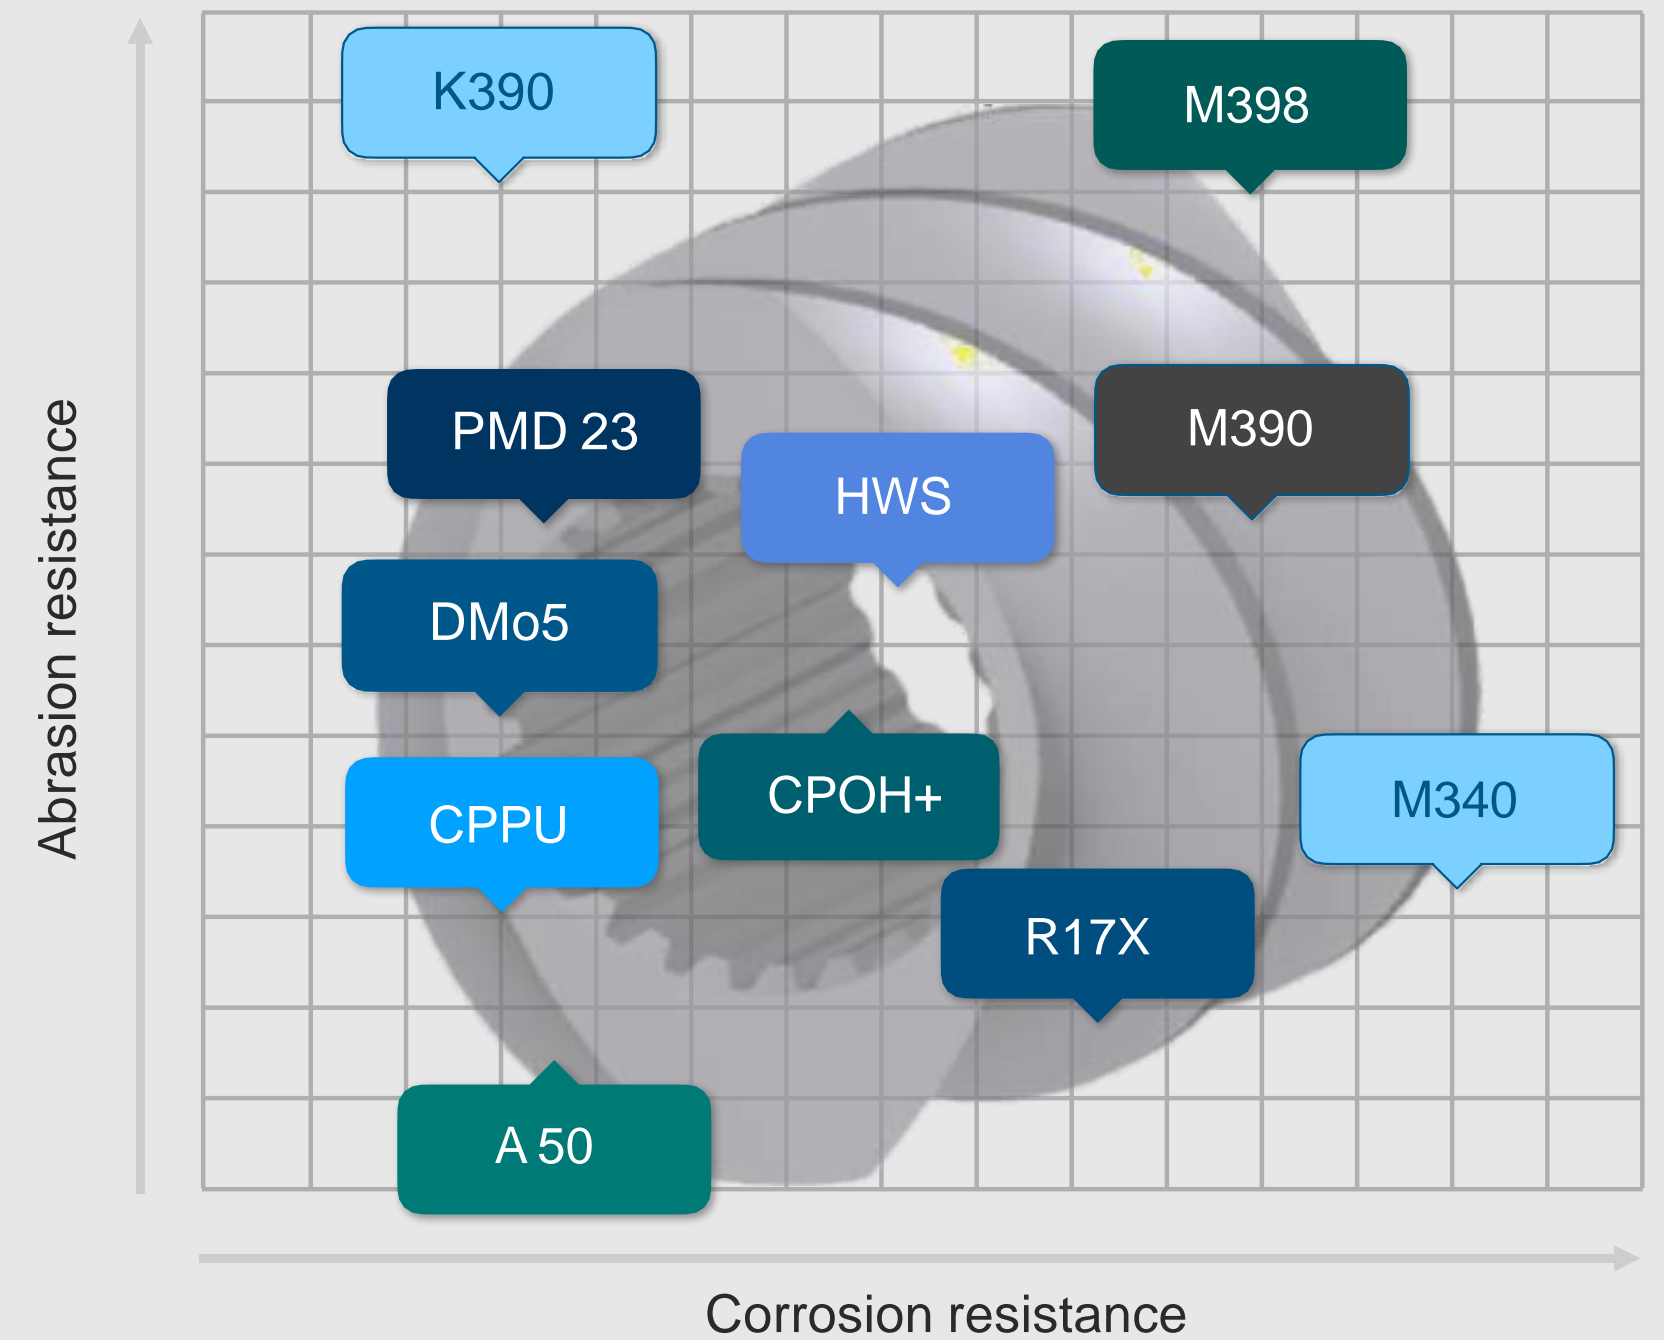 K390
M398
PMD 23
M390
HWS
DMo5
CPOH+
M340
CPPU
R17X
A 50
Abrasion resistance
Corrosion resistance